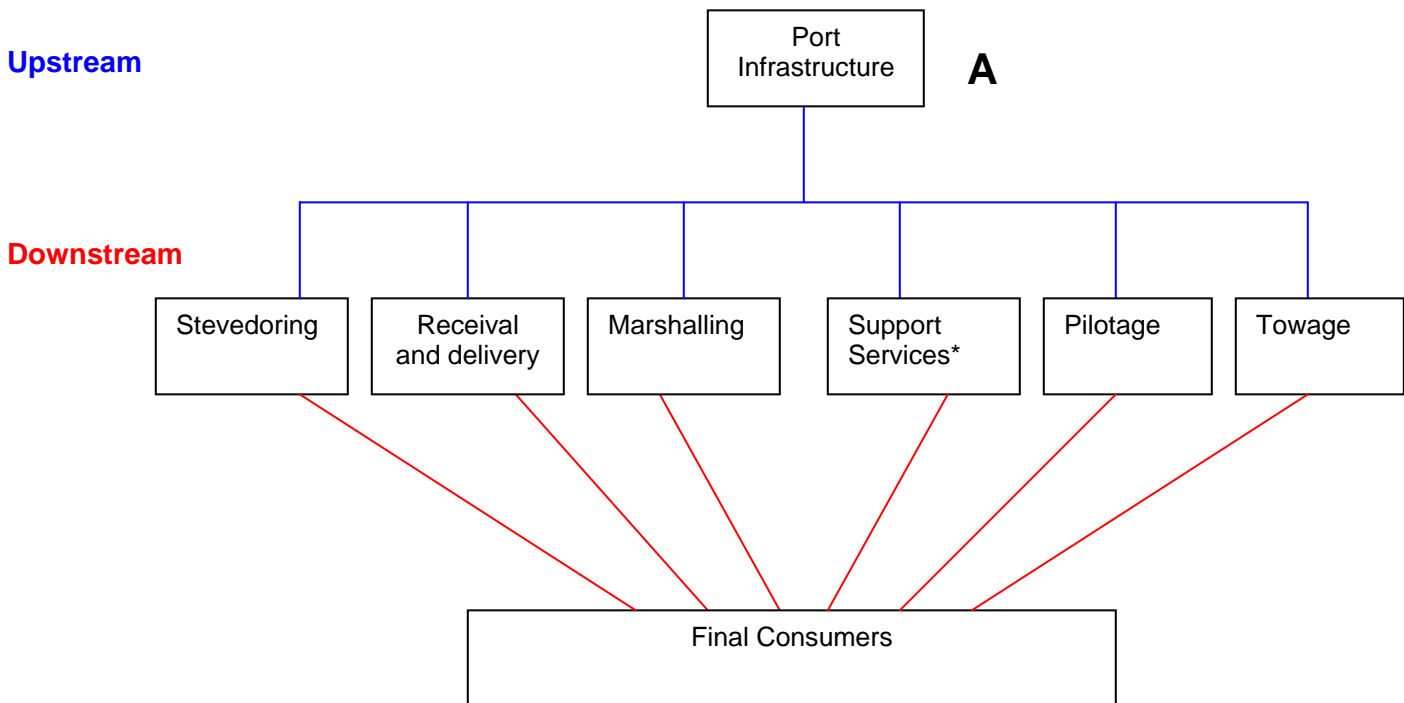 Upstream
Port
Infrastructure
A
Downstream
Stevedoring
Receival
and delivery
Marshalling
Support
Services*
Pilotage
Towage
Final Consumers